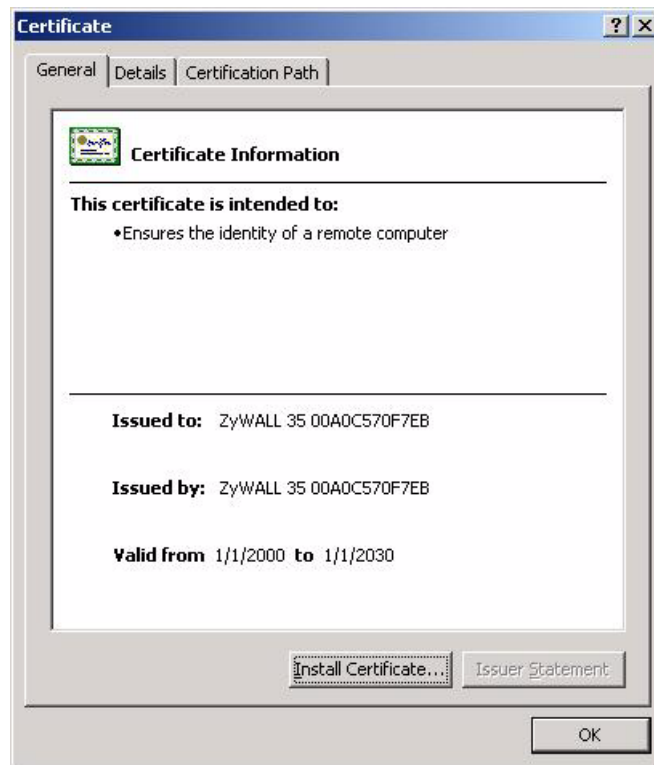 Certificate
General Details Certification Path
Certificate Information
This certificate is intended to:
•Ensures the identity of a remote computer
Issued to: ZyWALL 35 00A0C570F7EB
Issued by: ZyWALL 35 00A0C570F7EB
Valid from 1/1/2000 to 1/1/2030
Install Certificate... Issuer Statement
OK